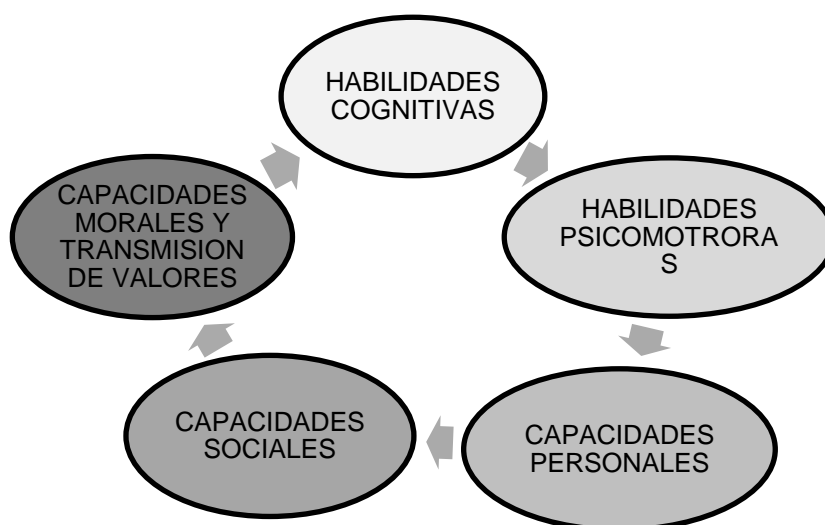 HABILIDADES
COGNITIVAS
HABILIDADES
PSICOMOTRORA
S
CAPACIDADES
PERSONALES
CAPACIDADES
SOCIALES
CAPACIDADES
MORALES Y
TRANSMISION
DE VALORES